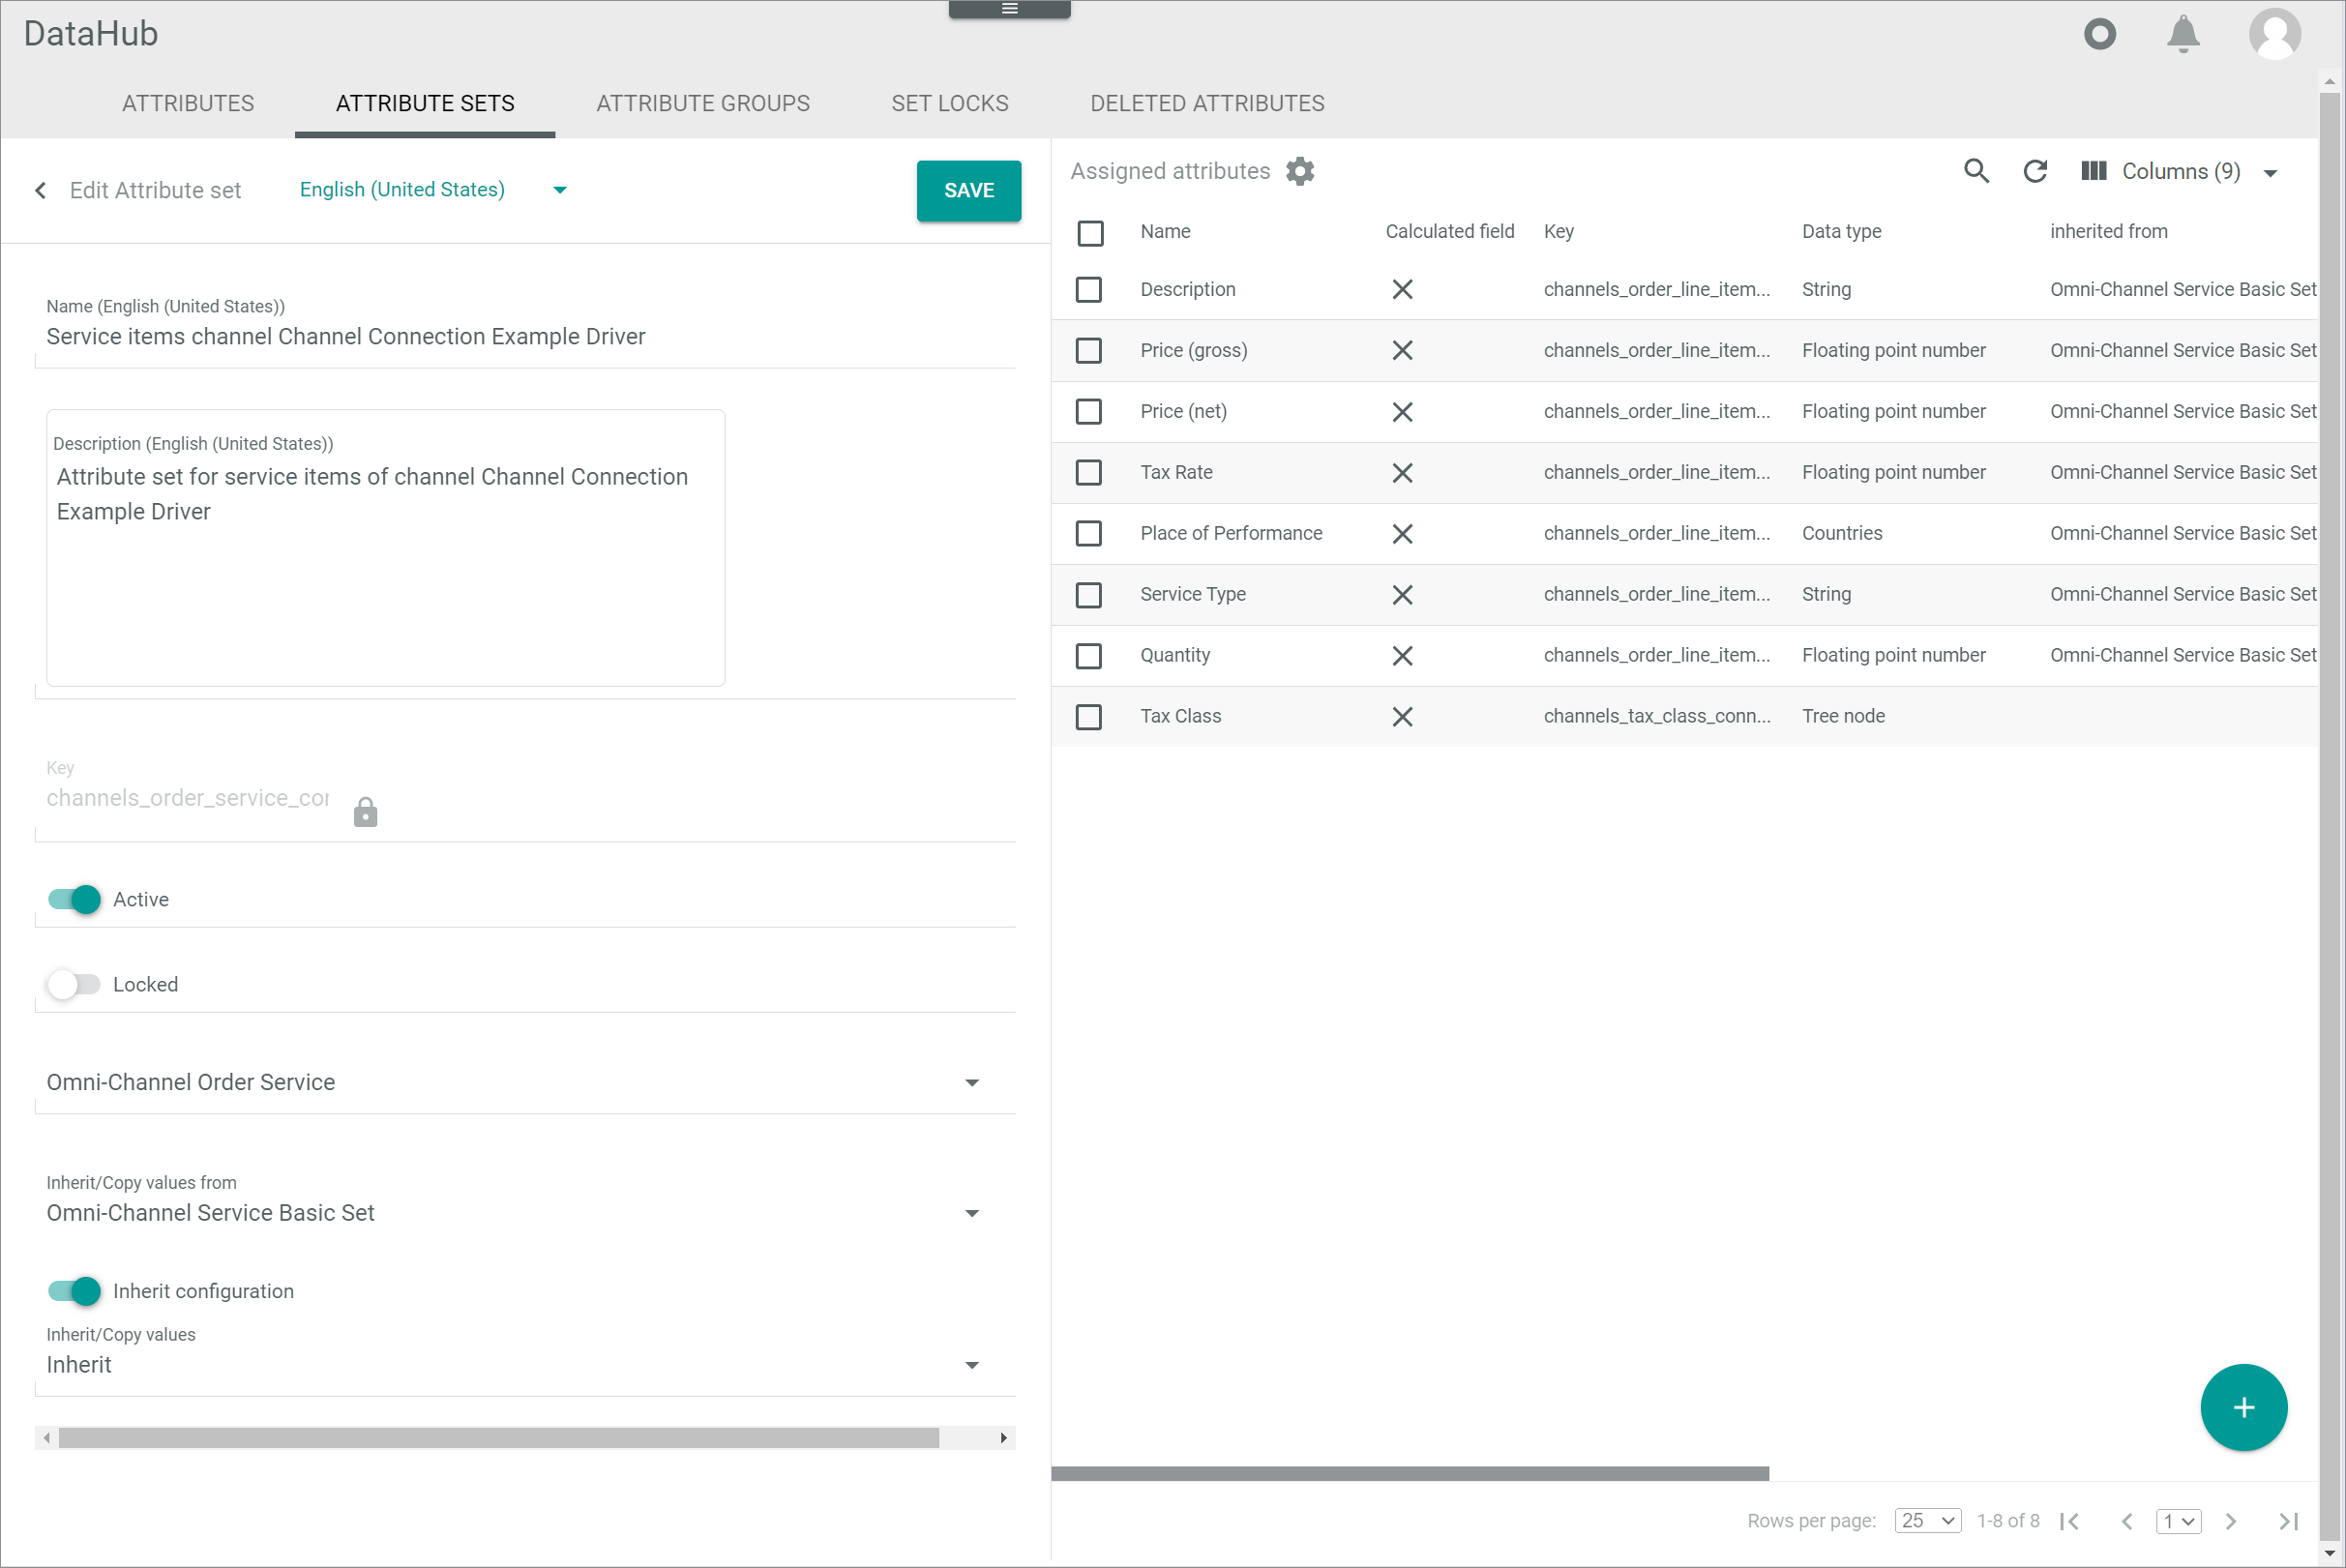 DataHub
ATTRIBUTES ATTRIBUTE SETS ATTRIBUTE GROUPS SET LOCKS DELETED ATTRIBUTES
Edit Attribute set English (United States) SAVE
Name (English (United States))
Service items channel Channel Connection Example Driver
Description (English (United States))
Attribute set for service items of channel Channel Connection
Example Driver
Key
channels_order_service_cor
Active
Locked
Omni-Channel Order Service
Inherit/Copy values from
Omni-Channel Service Basic Set
Inherit configuration
Inherit/Copy values
Inherit
Assigned attributes Columns (9)
Name Calculated field Key Data type inherited from
Description channels_order_line_item... String Omni-Channel Service Basic Set
Price (gross) channels_order_line_item... Floating point number Omni-Channel Service Basic Set
Price (net) channels_order_line_item... Floating point number Omni-Channel Service Basic Set
Tax Rate channels_order_line_item... Floating point number Omni-Channel Service Basic Set
Place of Performance channels_order_line_item... Countries Omni-Channel Service Basic Set
Service Type channels_order_line_item... String Omni-Channel Service Basic Set
Quantity channels_order_line_item... Floating point number Omni-Channel Service Basic Set
Tax Class channels_tax_class_conn... Tree node
Rows per page: 25 1-8 of 8 1